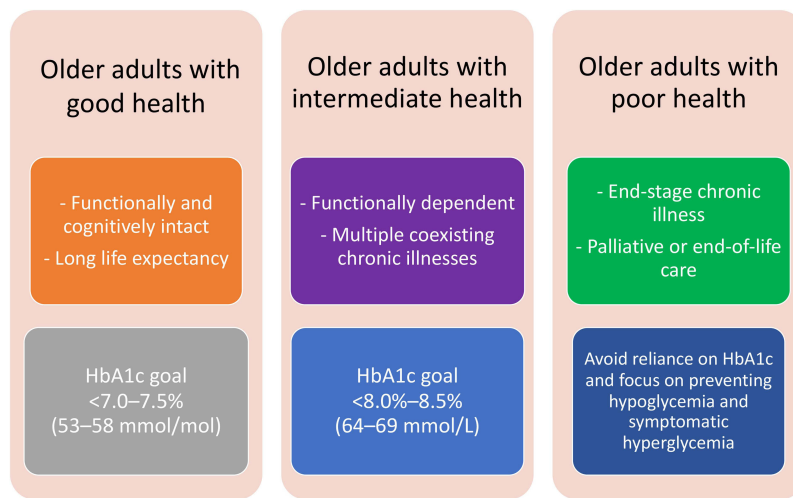 Older adults with
good health
- Functionally and
cognitively intact
- Long life expectancy
HbA1c goal
<7.0–7.5%
(53–58 mmol/mol)
Older adults with
intermediate health
- Functionally dependent
- Multiple coexisting
chronic illnesses
HbA1c goal
<8.0%–8.5%
(64–69 mmol/L)
Older adults with
poor health
- End-stage chronic
illness
- Palliative or end-of-life
care
Avoid reliance on HbA1c
and focus on preventing
hypoglycemia and
symptomatic
hyperglycemia